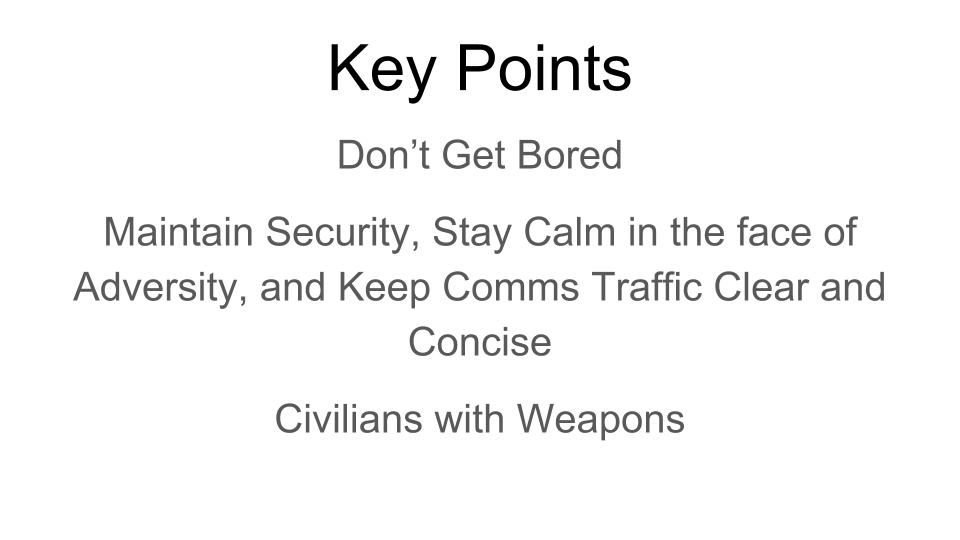 Key Points
Don’t Get Bored
Maintain Security, Stay Calm in the face of
Adversity, and Keep Comms Traffic Clear and
Concise
Civilians with Weapons